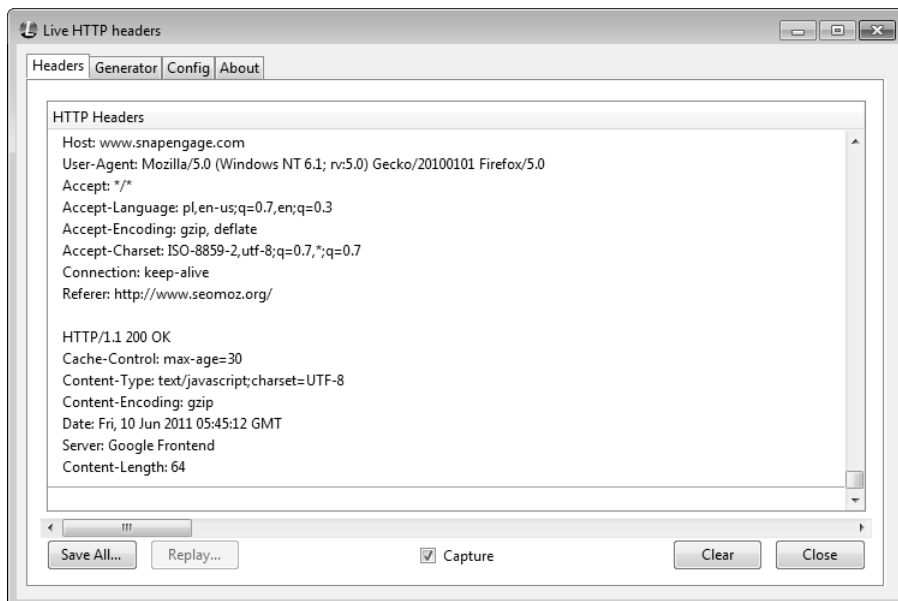 Live HTTP headers
Headers Generator Config About
HTTP Headers
Host: www.snapengage.com
User-Agent: Mozilla/5.0 (Windows NT 6.1; rv:5.0) Gecko/20100101 Firefox/5.0
Accept: */*
Accept-Language: pl,en-us;q=0.7,en;q=0.3
Accept-Encoding: gzip, deflate
Accept-Charset: ISO-8859-2,utf-8;q=0.7,*;q=0.7
Connection: keep-alive
Referer: http://www.seomoz.org/
HTTP/1.1 200 OK
Cache-Control: max-age=30
Content-Type: text/javascript;charset=UTF-8
Content-Encoding: gzip
Date: Fri, 10 Jun 2011 05:45:12 GMT
Server: Google Frontend
Content-Length: 64
Save All... Replay... Capture Clear Close